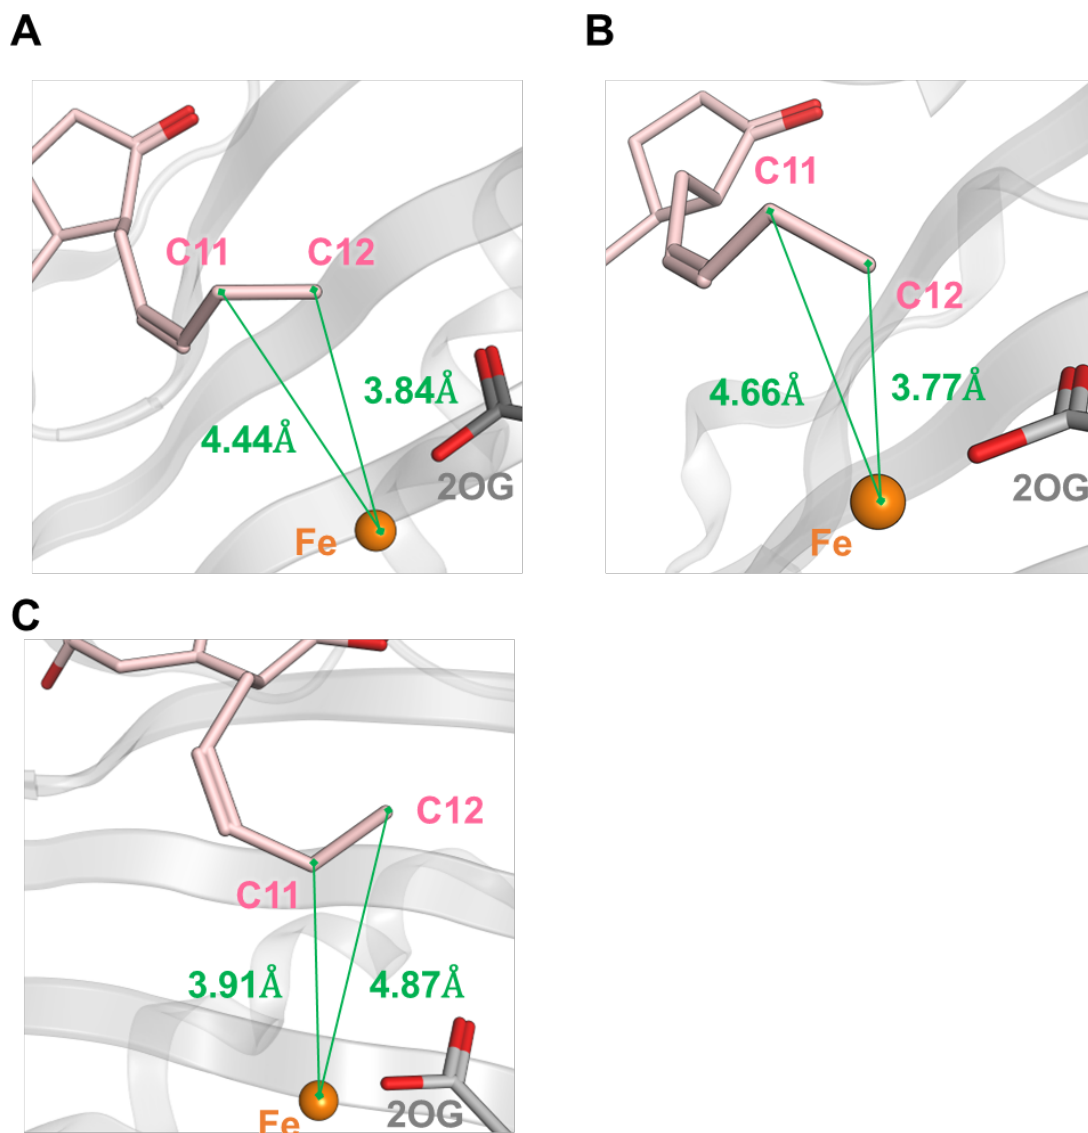 A
C11
C12
3.84Å
4.44Å
2OG
Fe
B
C11
C12
4.66Å
3.77Å
2OG
Fe
C
C12
C11
3.91Å
4.87Å
2OG
Fe